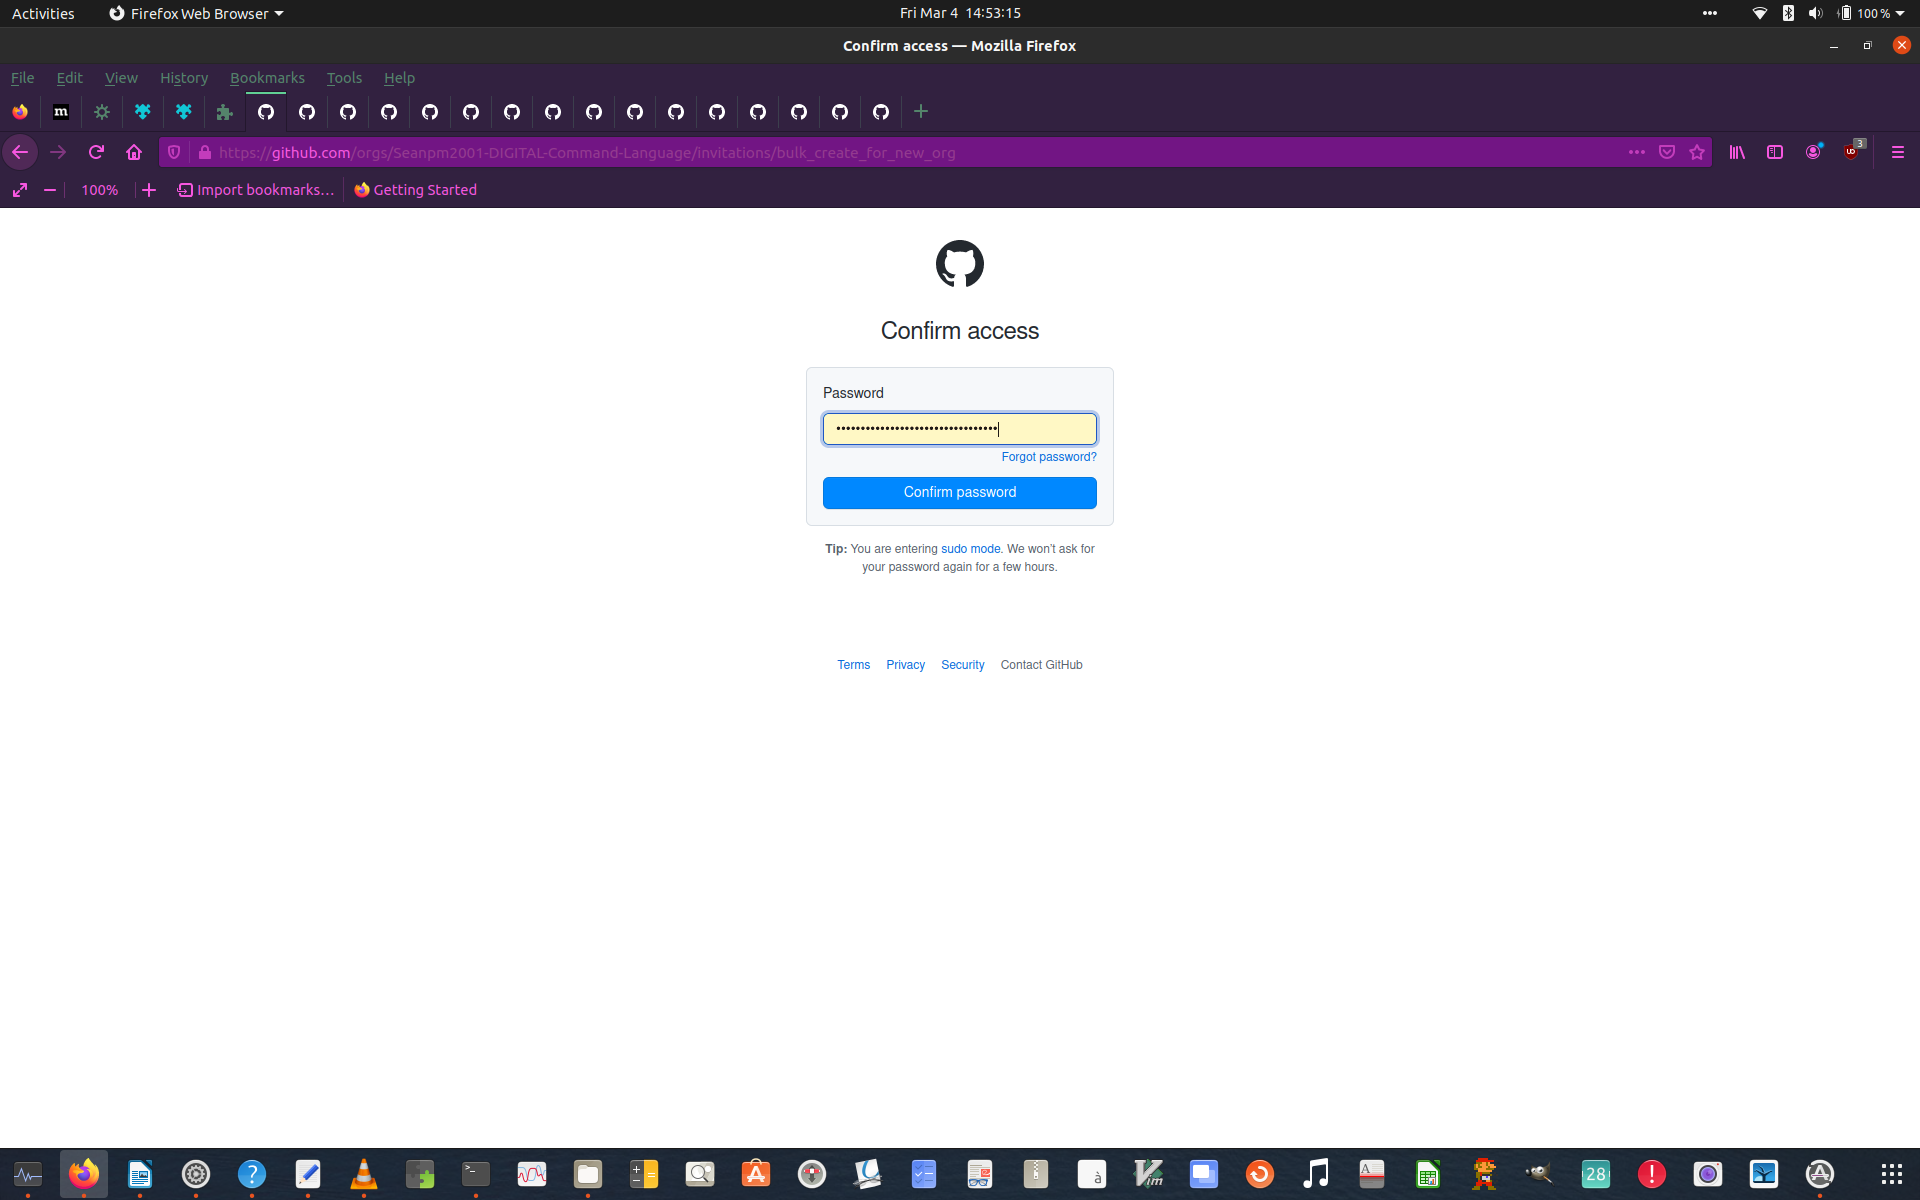 Activities
Firefox Web Browser
Fri Mar 4 14:53:15
100 %
Confirm access — Mozilla Firefox
File Edit View History Bookmarks Tools Help
m
https://github.com/orgs/Seanpm2001-DIGITAL-Command-Language/invitations/bulk_create_for_new_org
3
100%
Import bookmarks...
Getting Started
Confirm access
Password
Forgot password?
Confirm password
Tip: You are entering sudo mode. We won't ask for
your password again for a few hours.
Terms Privacy Security Contact GitHub
?
>_
à
Vim
A
28
!